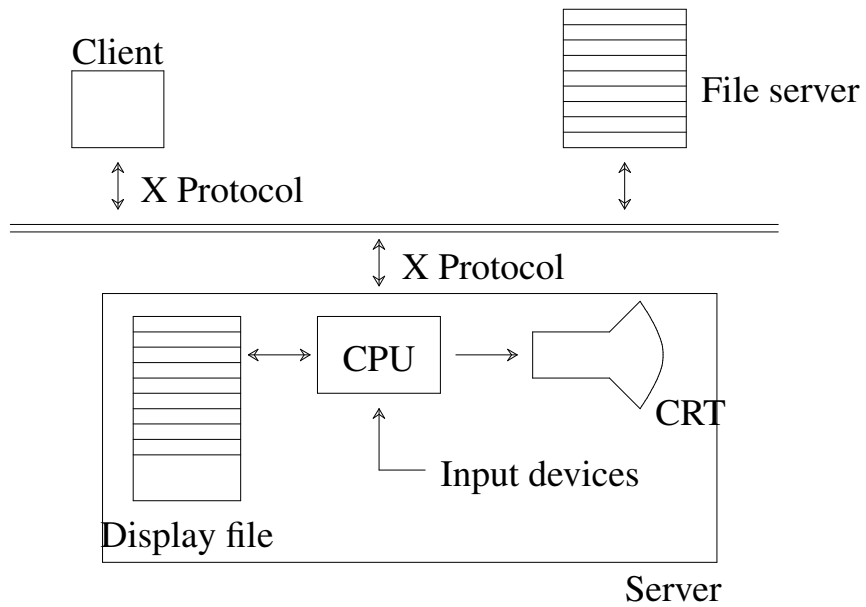 Client
File server
X Protocol
X Protocol
CPU
CRT
Input devices
Display file
Server